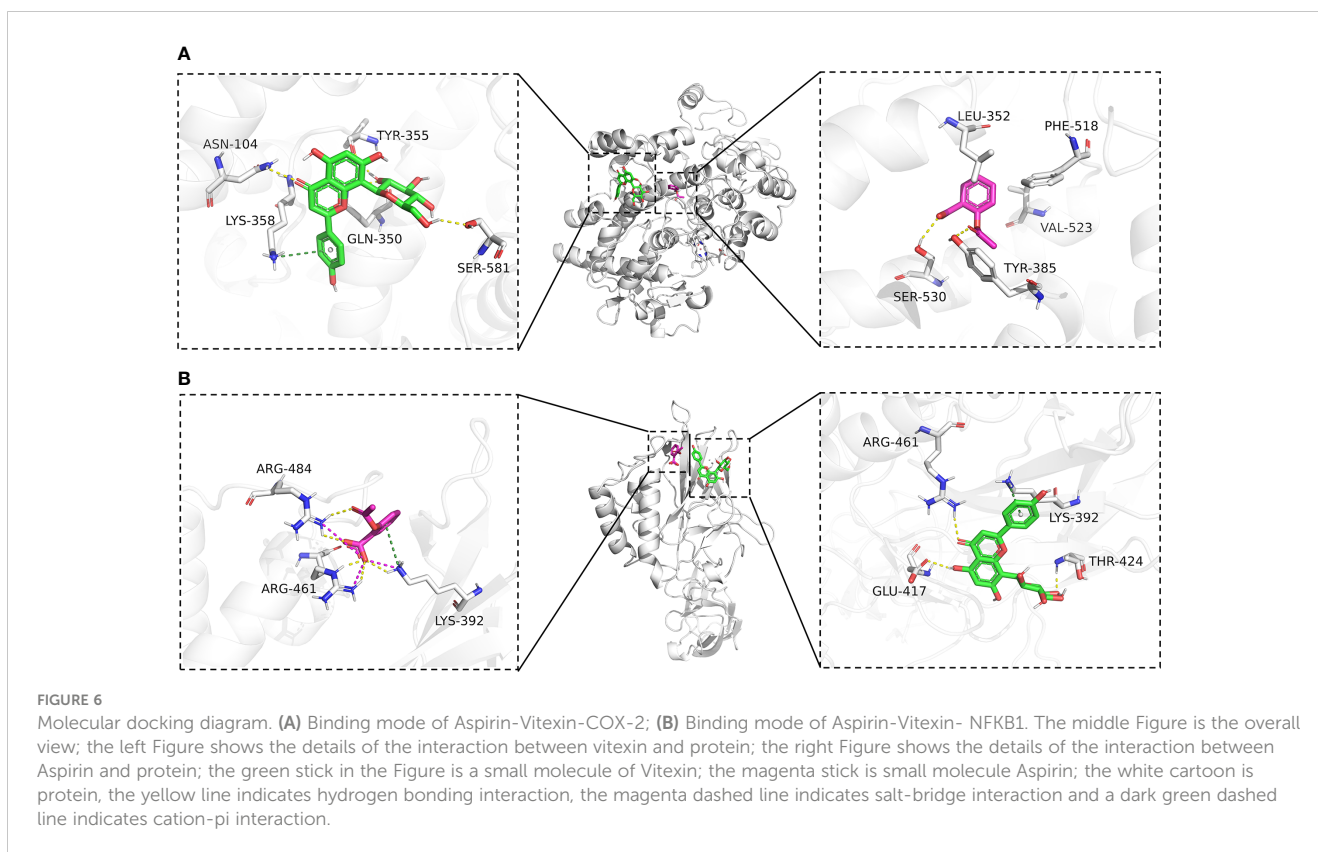 A
ASN-104
TYR-355
LYS-358
GLN-350
SER-581
LEU-352
PHE-518
VAL-523
TYR-385
SER-530
B
ARG-484
ARG-461
LYS-392
ARG-461
LYS-392
THR-424
GLU-417
FIGURE 6
Molecular docking diagram. (A) Binding mode of Aspirin-Vitexin-COX-2; (B) Binding mode of Aspirin-Vitexin- NFKB1. The middle Figure is the overall
view; the left Figure shows the details of the interaction between vitexin and protein; the right Figure shows the details of the interaction between
Aspirin and protein; the green stick in the Figure is a small molecule of Vitexin; the magenta stick is small molecule Aspirin; the white cartoon is
protein, the yellow line indicates hydrogen bonding interaction, the magenta dashed line indicates salt-bridge interaction and a dark green dashed
line indicates cation-pi interaction.